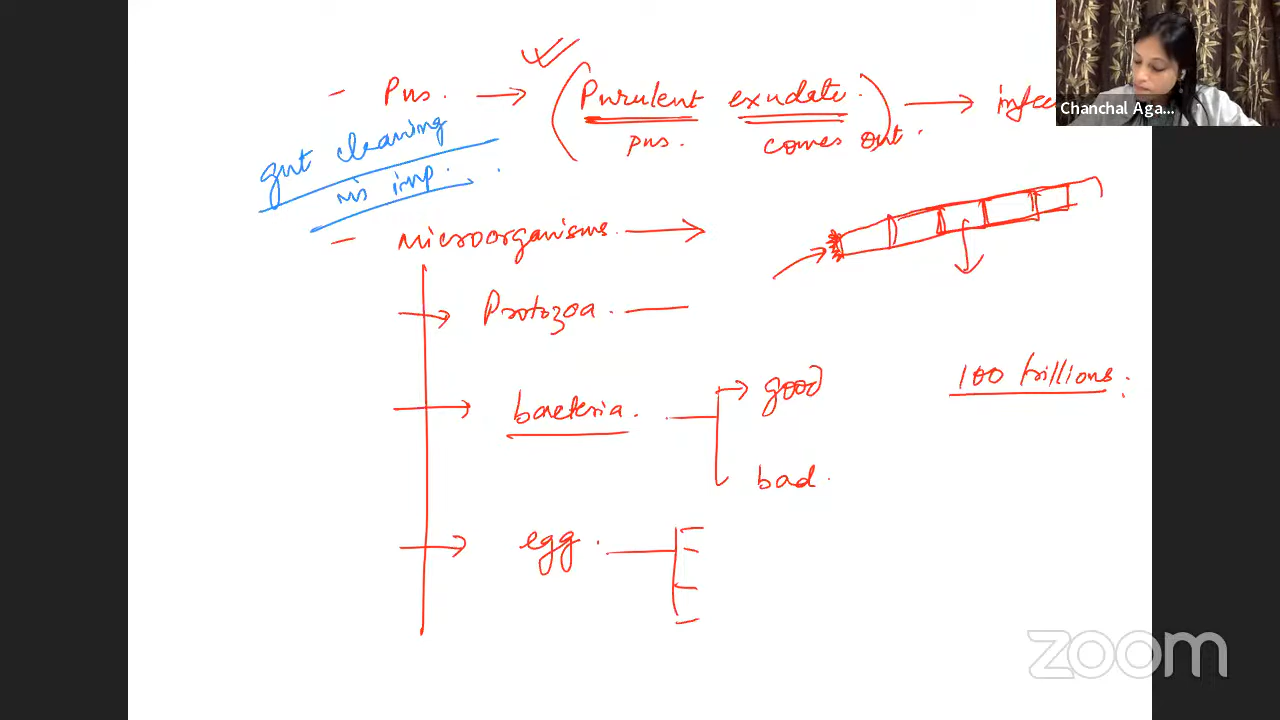 - Pus. → (Purulent exudate.) → infec
pus. comes out.
gut cleaning
is imp.
- microorganisms.
Protozoa.
good
100 trillions.
bacteria.
bad.
egg.
Chanchal Aga...
zoom